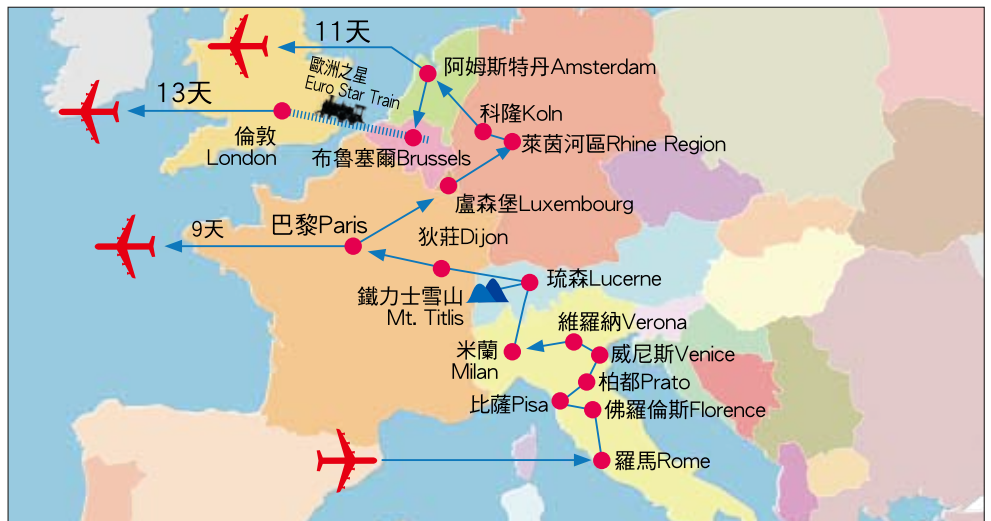 11天
阿姆斯特丹Amsterdam
歐洲之星
Euro Star Train
13天
科隆Koln
倫敦
London
萊茵河區Rhine Region
布魯塞爾Brussels
盧森堡Luxembourg
巴黎Paris
9天
狄莊Dijon
琉森Lucerne
鐵力士雪山
Mt. Titlis
維羅納Verona
米蘭
Milan
威尼斯Venice
柏都Prato
比薩Pisa
佛羅倫斯Florence
羅馬Rome